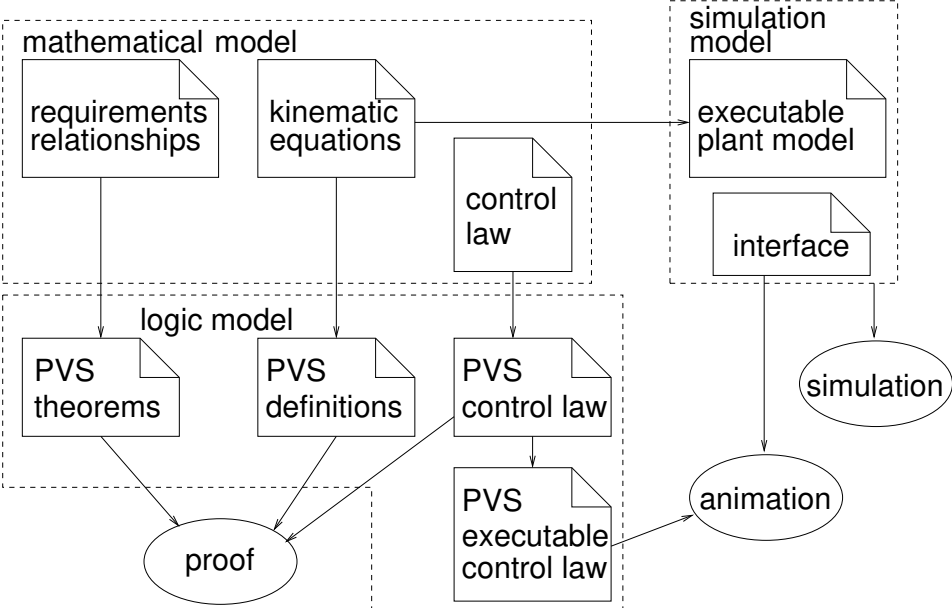 mathematical model
simulation
model
requirements
relationships
kinematic
equations
executable
plant model
control
law
interface
logic model
PVS
theorems
PVS
definitions
PVS
control law
simulation
PVS
executable
control law
animation
proof